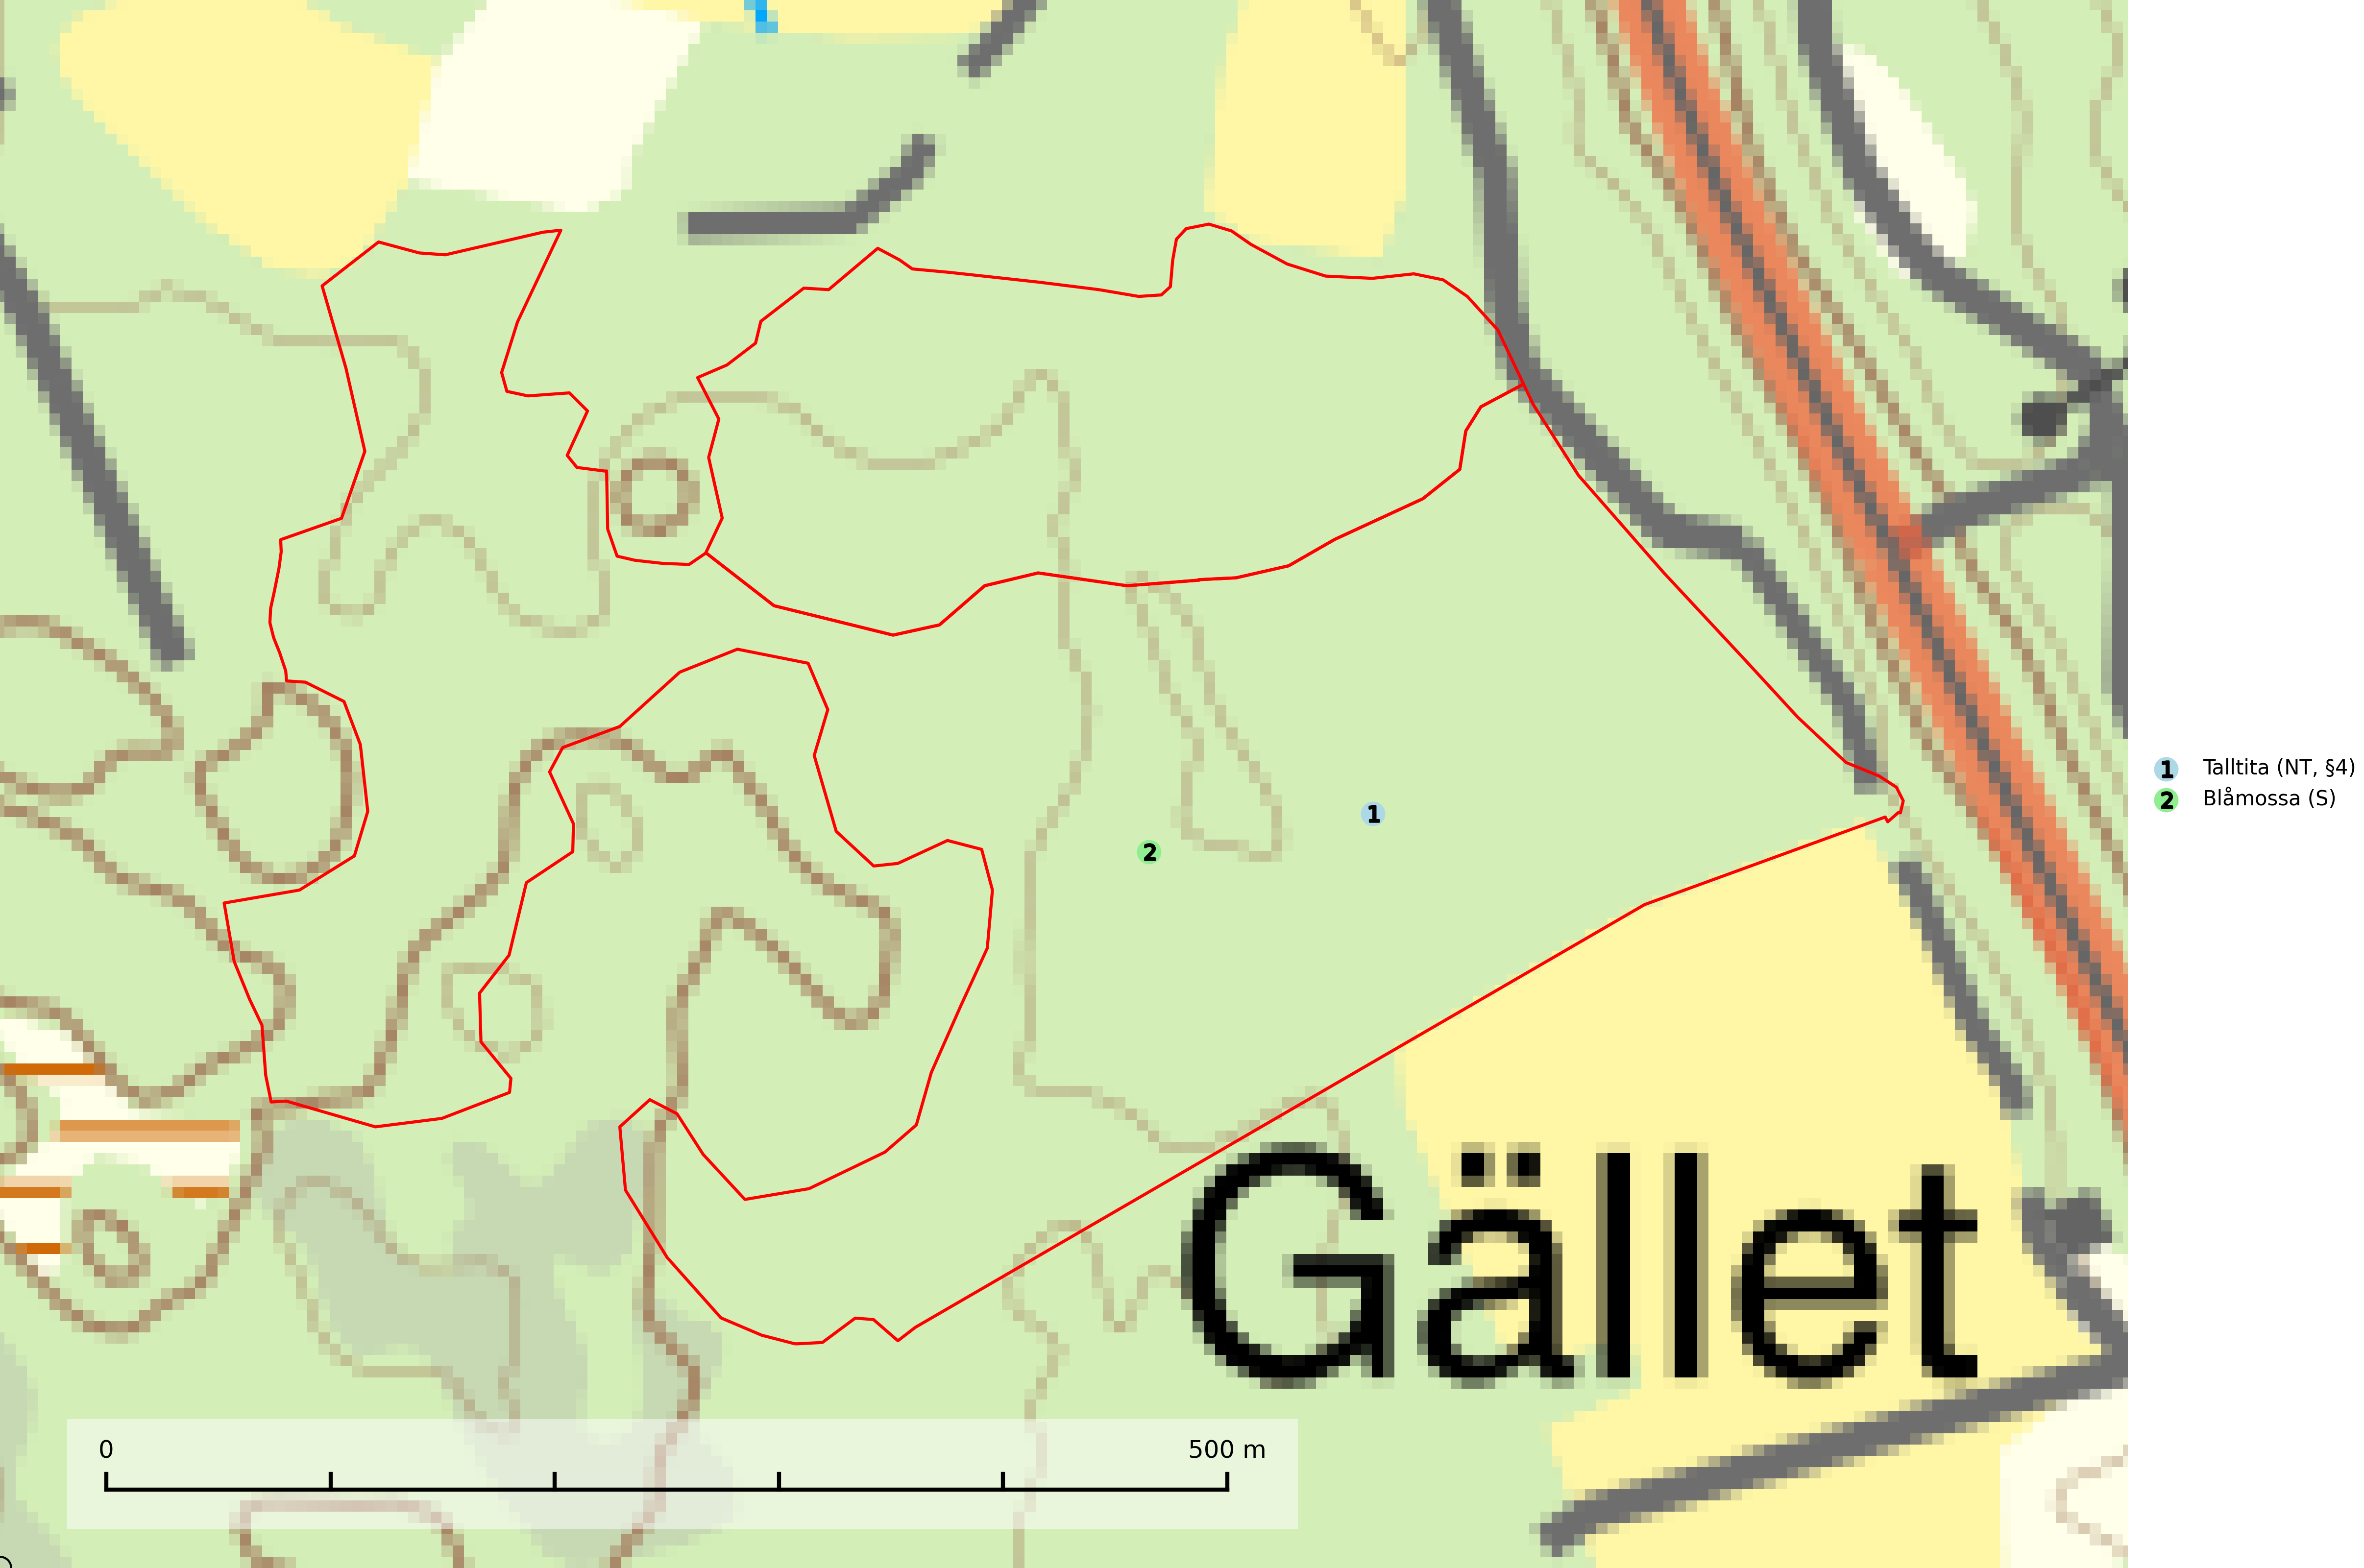 1
2
1 Talltita (NT, §4)
2 Blåmossa (S)
Gället
0 500 m